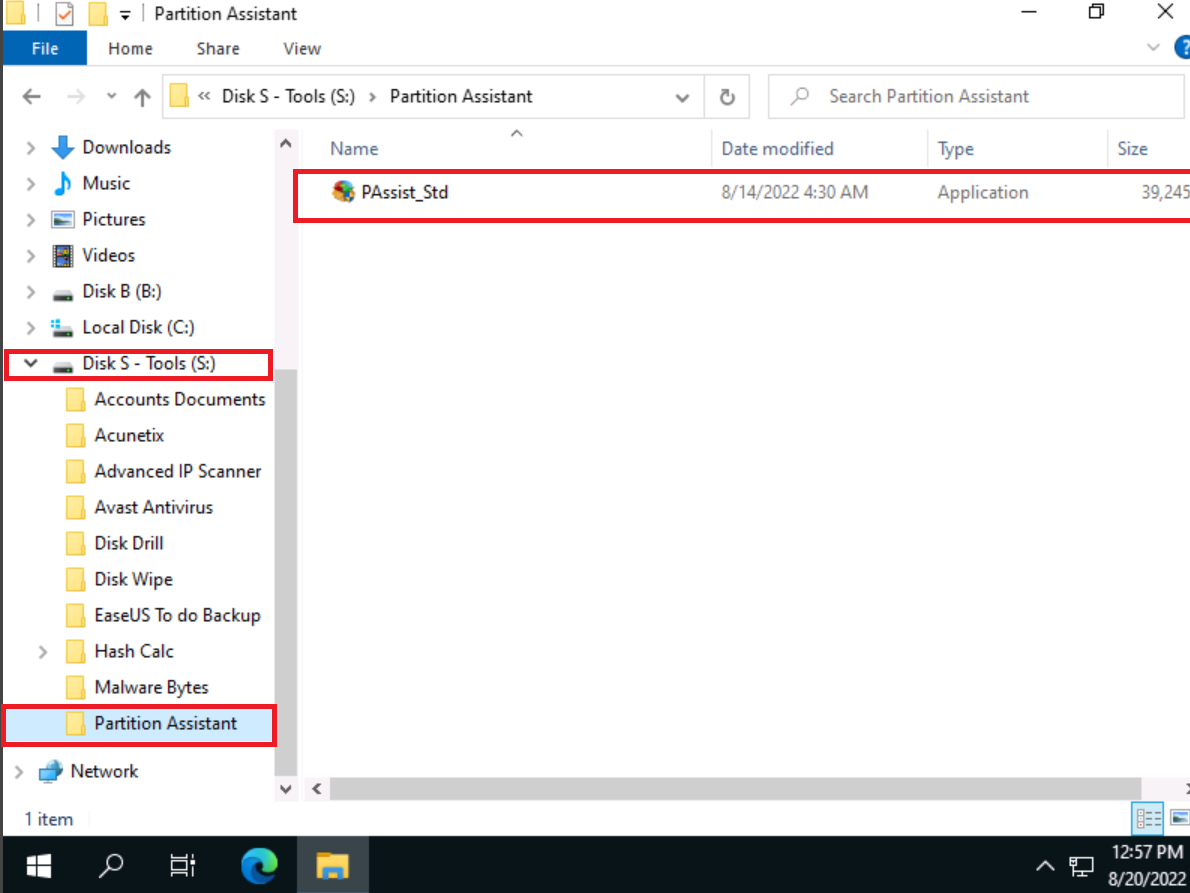 Partition Assistant
File Home Share View ?
« Disk S - Tools (S:) › Partition Assistant Search Partition Assistant
Name Date modified Type Size
PAssist_Std 8/14/2022 4:30 AM Application 39,245
Downloads
Music
Pictures
Videos
Disk B (B:)
Local Disk (C:)
Disk S - Tools (S:)
Accounts Documents
Acunetix
Advanced IP Scanner
Avast Antivirus
Disk Drill
Disk Wipe
EaseUS To do Backup
Hash Calc
Malware Bytes
Partition Assistant
Network
1 item
12:57 PM
8/20/2022